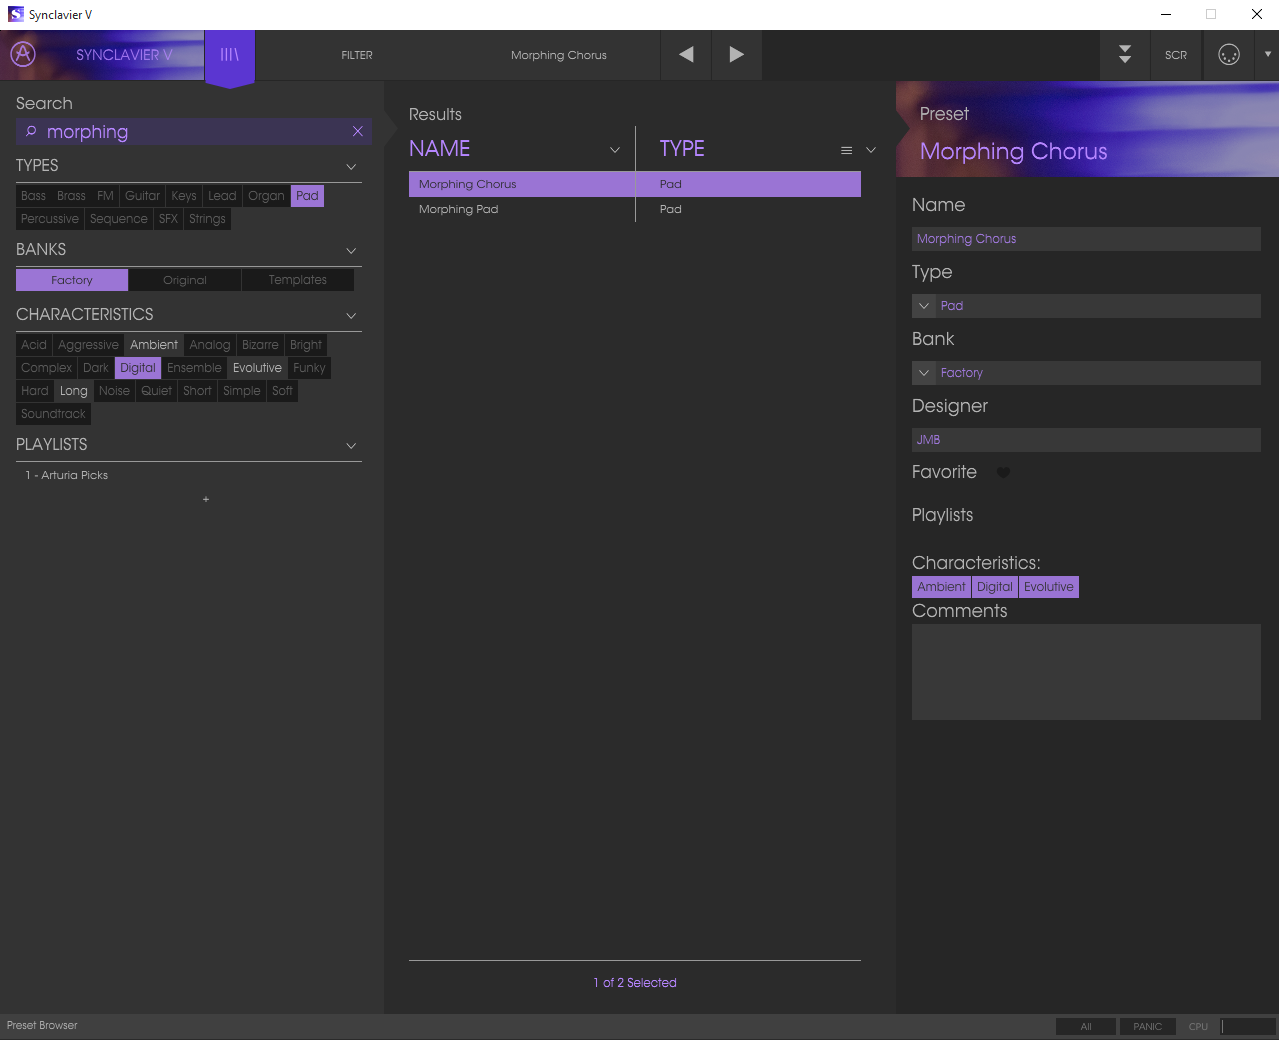 Synclavier V
SYNCLAVIER V
FILTER
Morphing Chorus
SCR
Search
morphing
TYPES
Bass Brass FM Guitar Keys Lead Organ Pad
Percussive Sequence SFX Strings
BANKS
Factory Original Templates
CHARACTERISTICS
Acid Aggressive Ambient Analog Bizarre Bright
Complex Dark Digital Ensemble Evolutive Funky
Hard Long Noise Quiet Short Simple Soft
Soundtrack
PLAYLISTS
1 - Arturia Picks
+
Results
NAME TYPE
Morphing Chorus Pad
Morphing Pad Pad
1 of 2 Selected
Preset
Morphing Chorus
Name
Morphing Chorus
Type
Pad
Bank
Factory
Designer
JMB
Favorite
Playlists
Characteristics:
Ambient Digital Evolutive
Comments
Preset Browser
All PANIC CPU